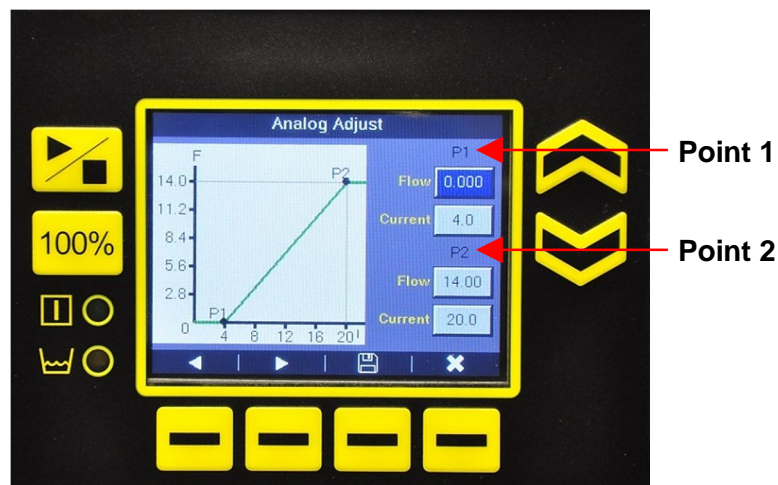 Analog Adjust
F
14.0
11.2
8.4
5.6
2.8
0
4 8 12 16 20 I
P1
P2
P1
Flow 0.000
Current 4.0
P2
Flow 14.00
Current 20.0
100%
Point 1
Point 2